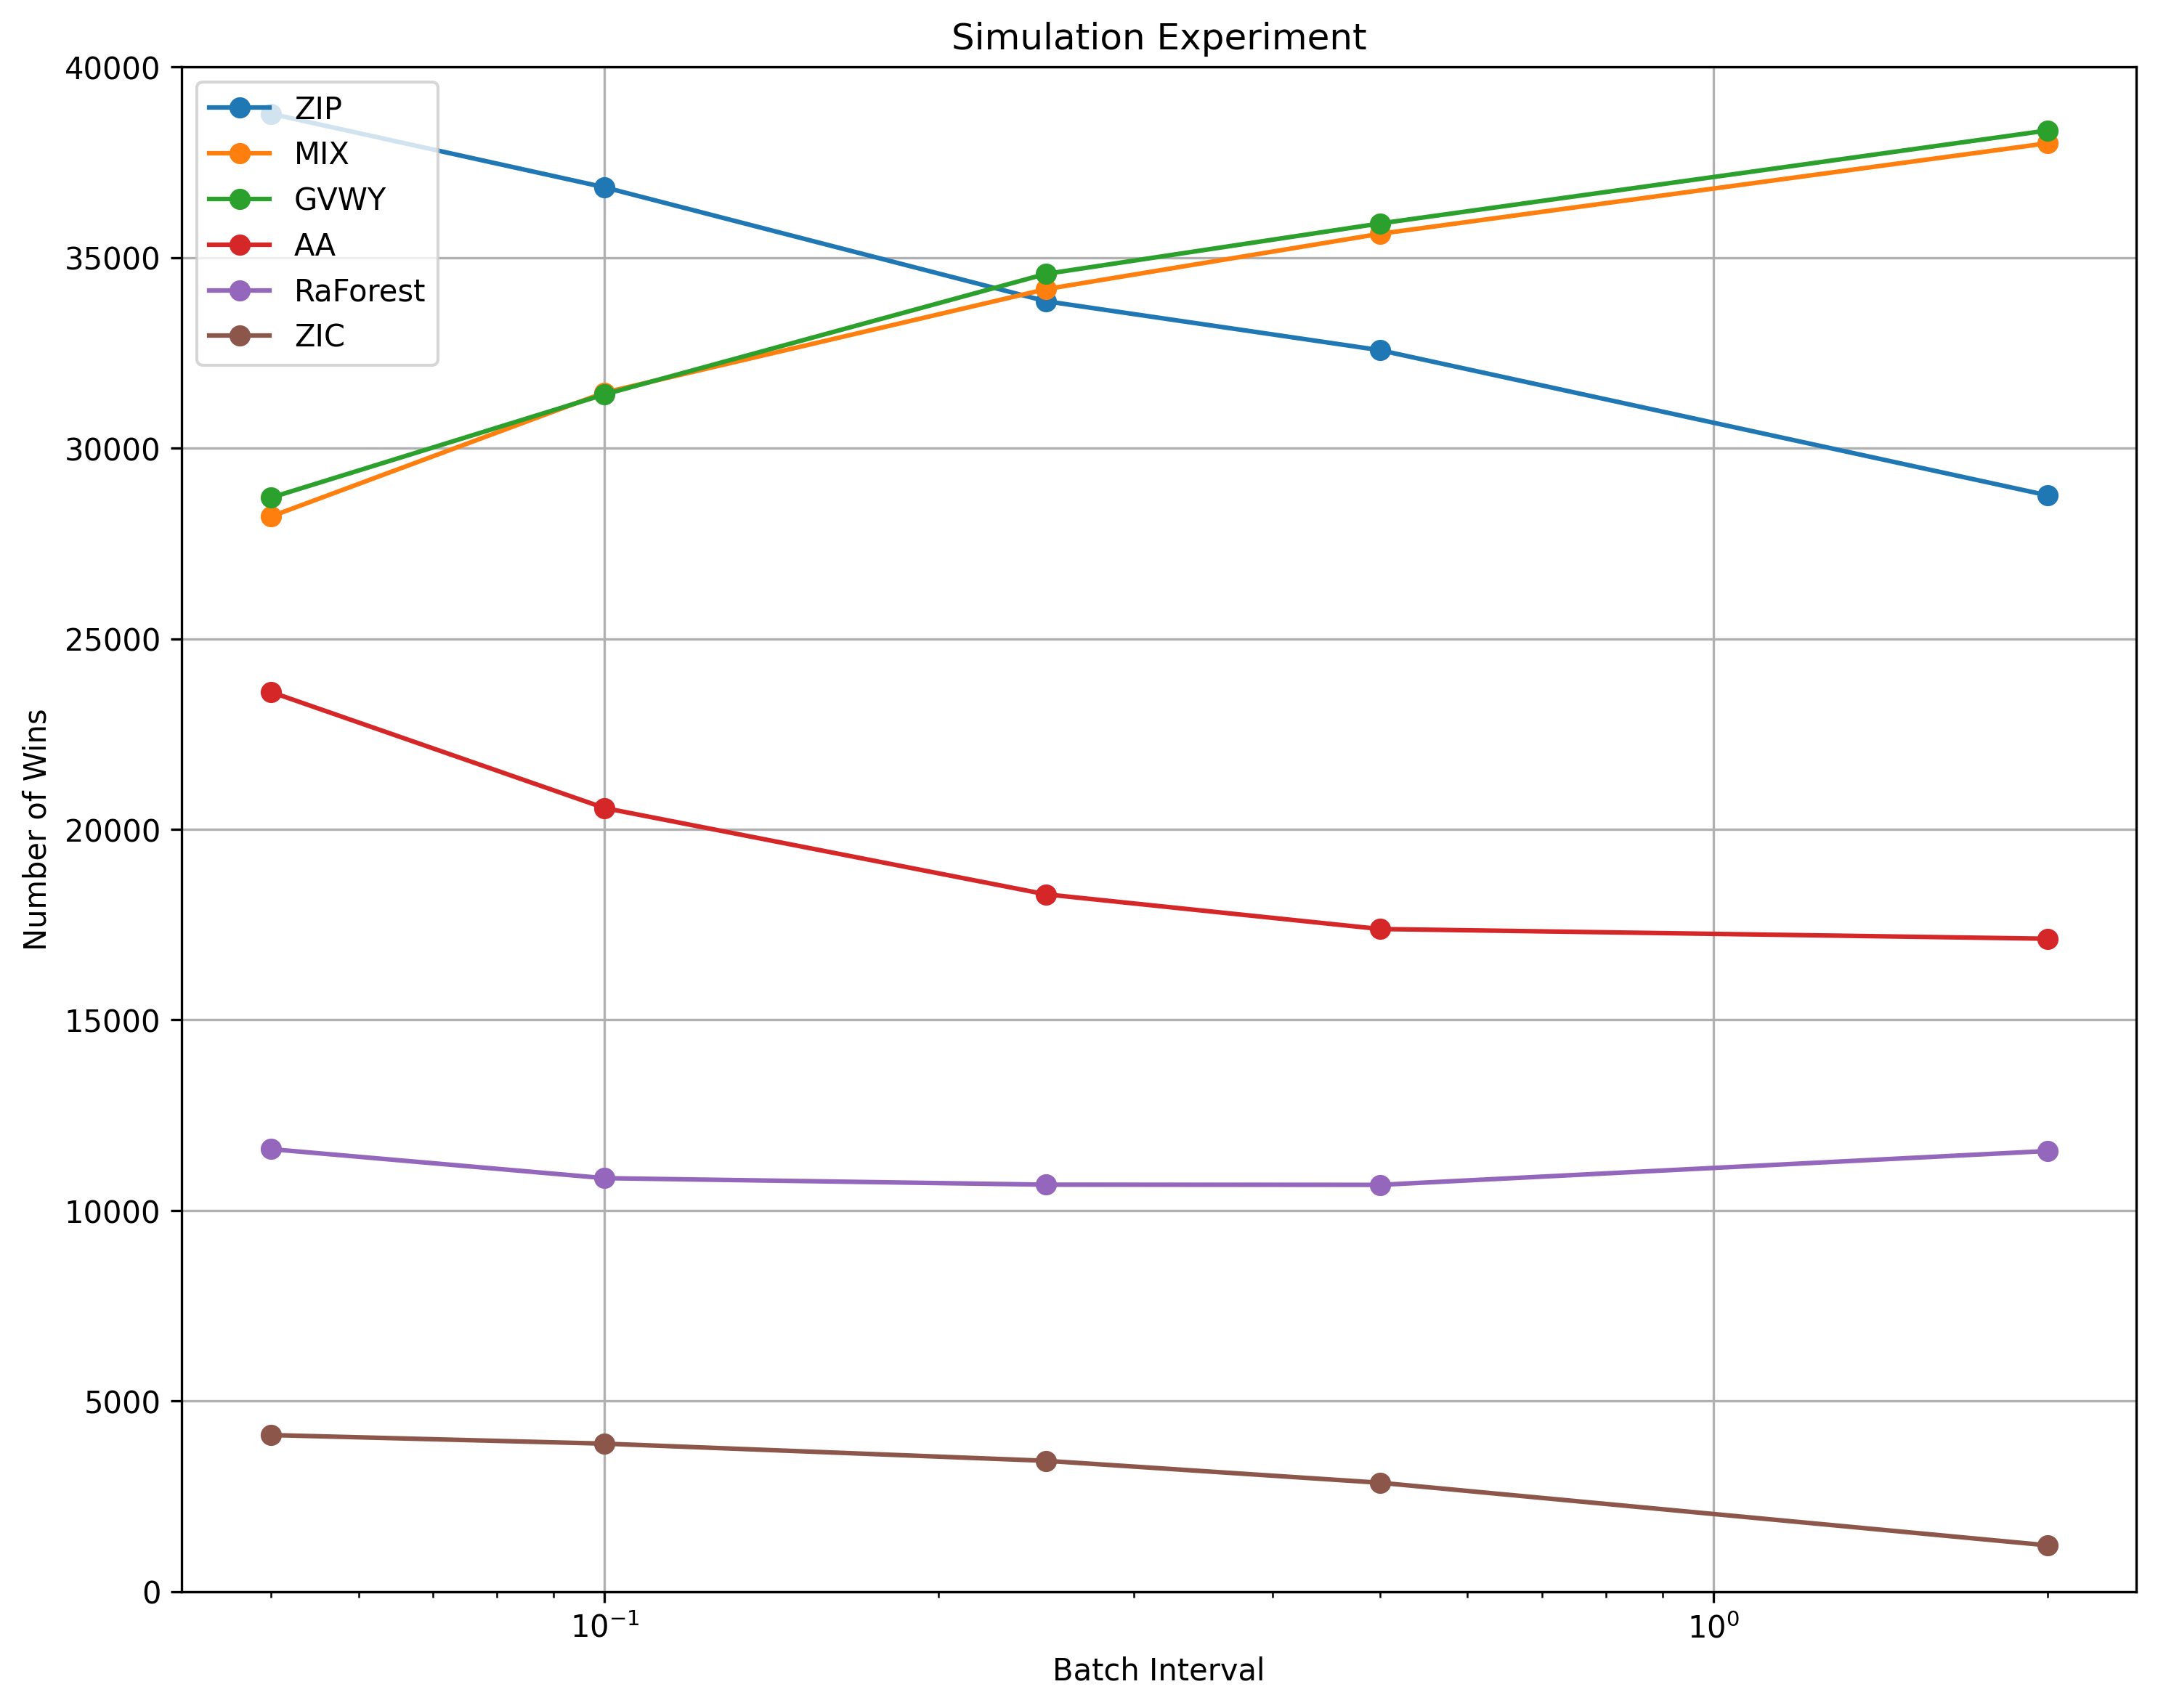 Simulation Experiment
40000
35000
30000
25000
20000
15000
10000
5000
0
Number of Wins
ZIP
MIX
GVWY
AA
RaForest
ZIC
10⁻¹
10⁰
Batch Interval